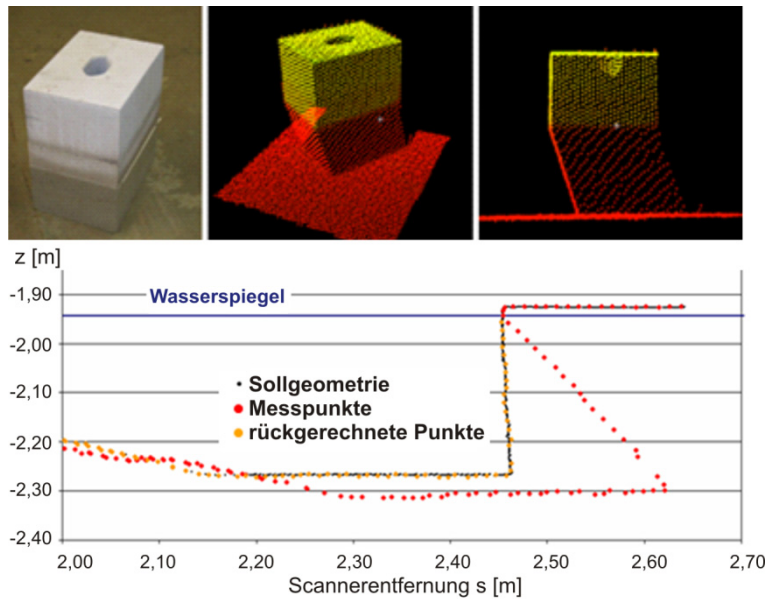 z [m]
-1,90
Wasserspiegel
-2,00
-2,10
-2,20
-2,30
-2,40
Sollgeometrie
Messpunkte
rückgerechnete Punkte
2,00 2,10 2,20 2,30 2,40 2,50 2,60 2,70
Scannerentfernung s [m]